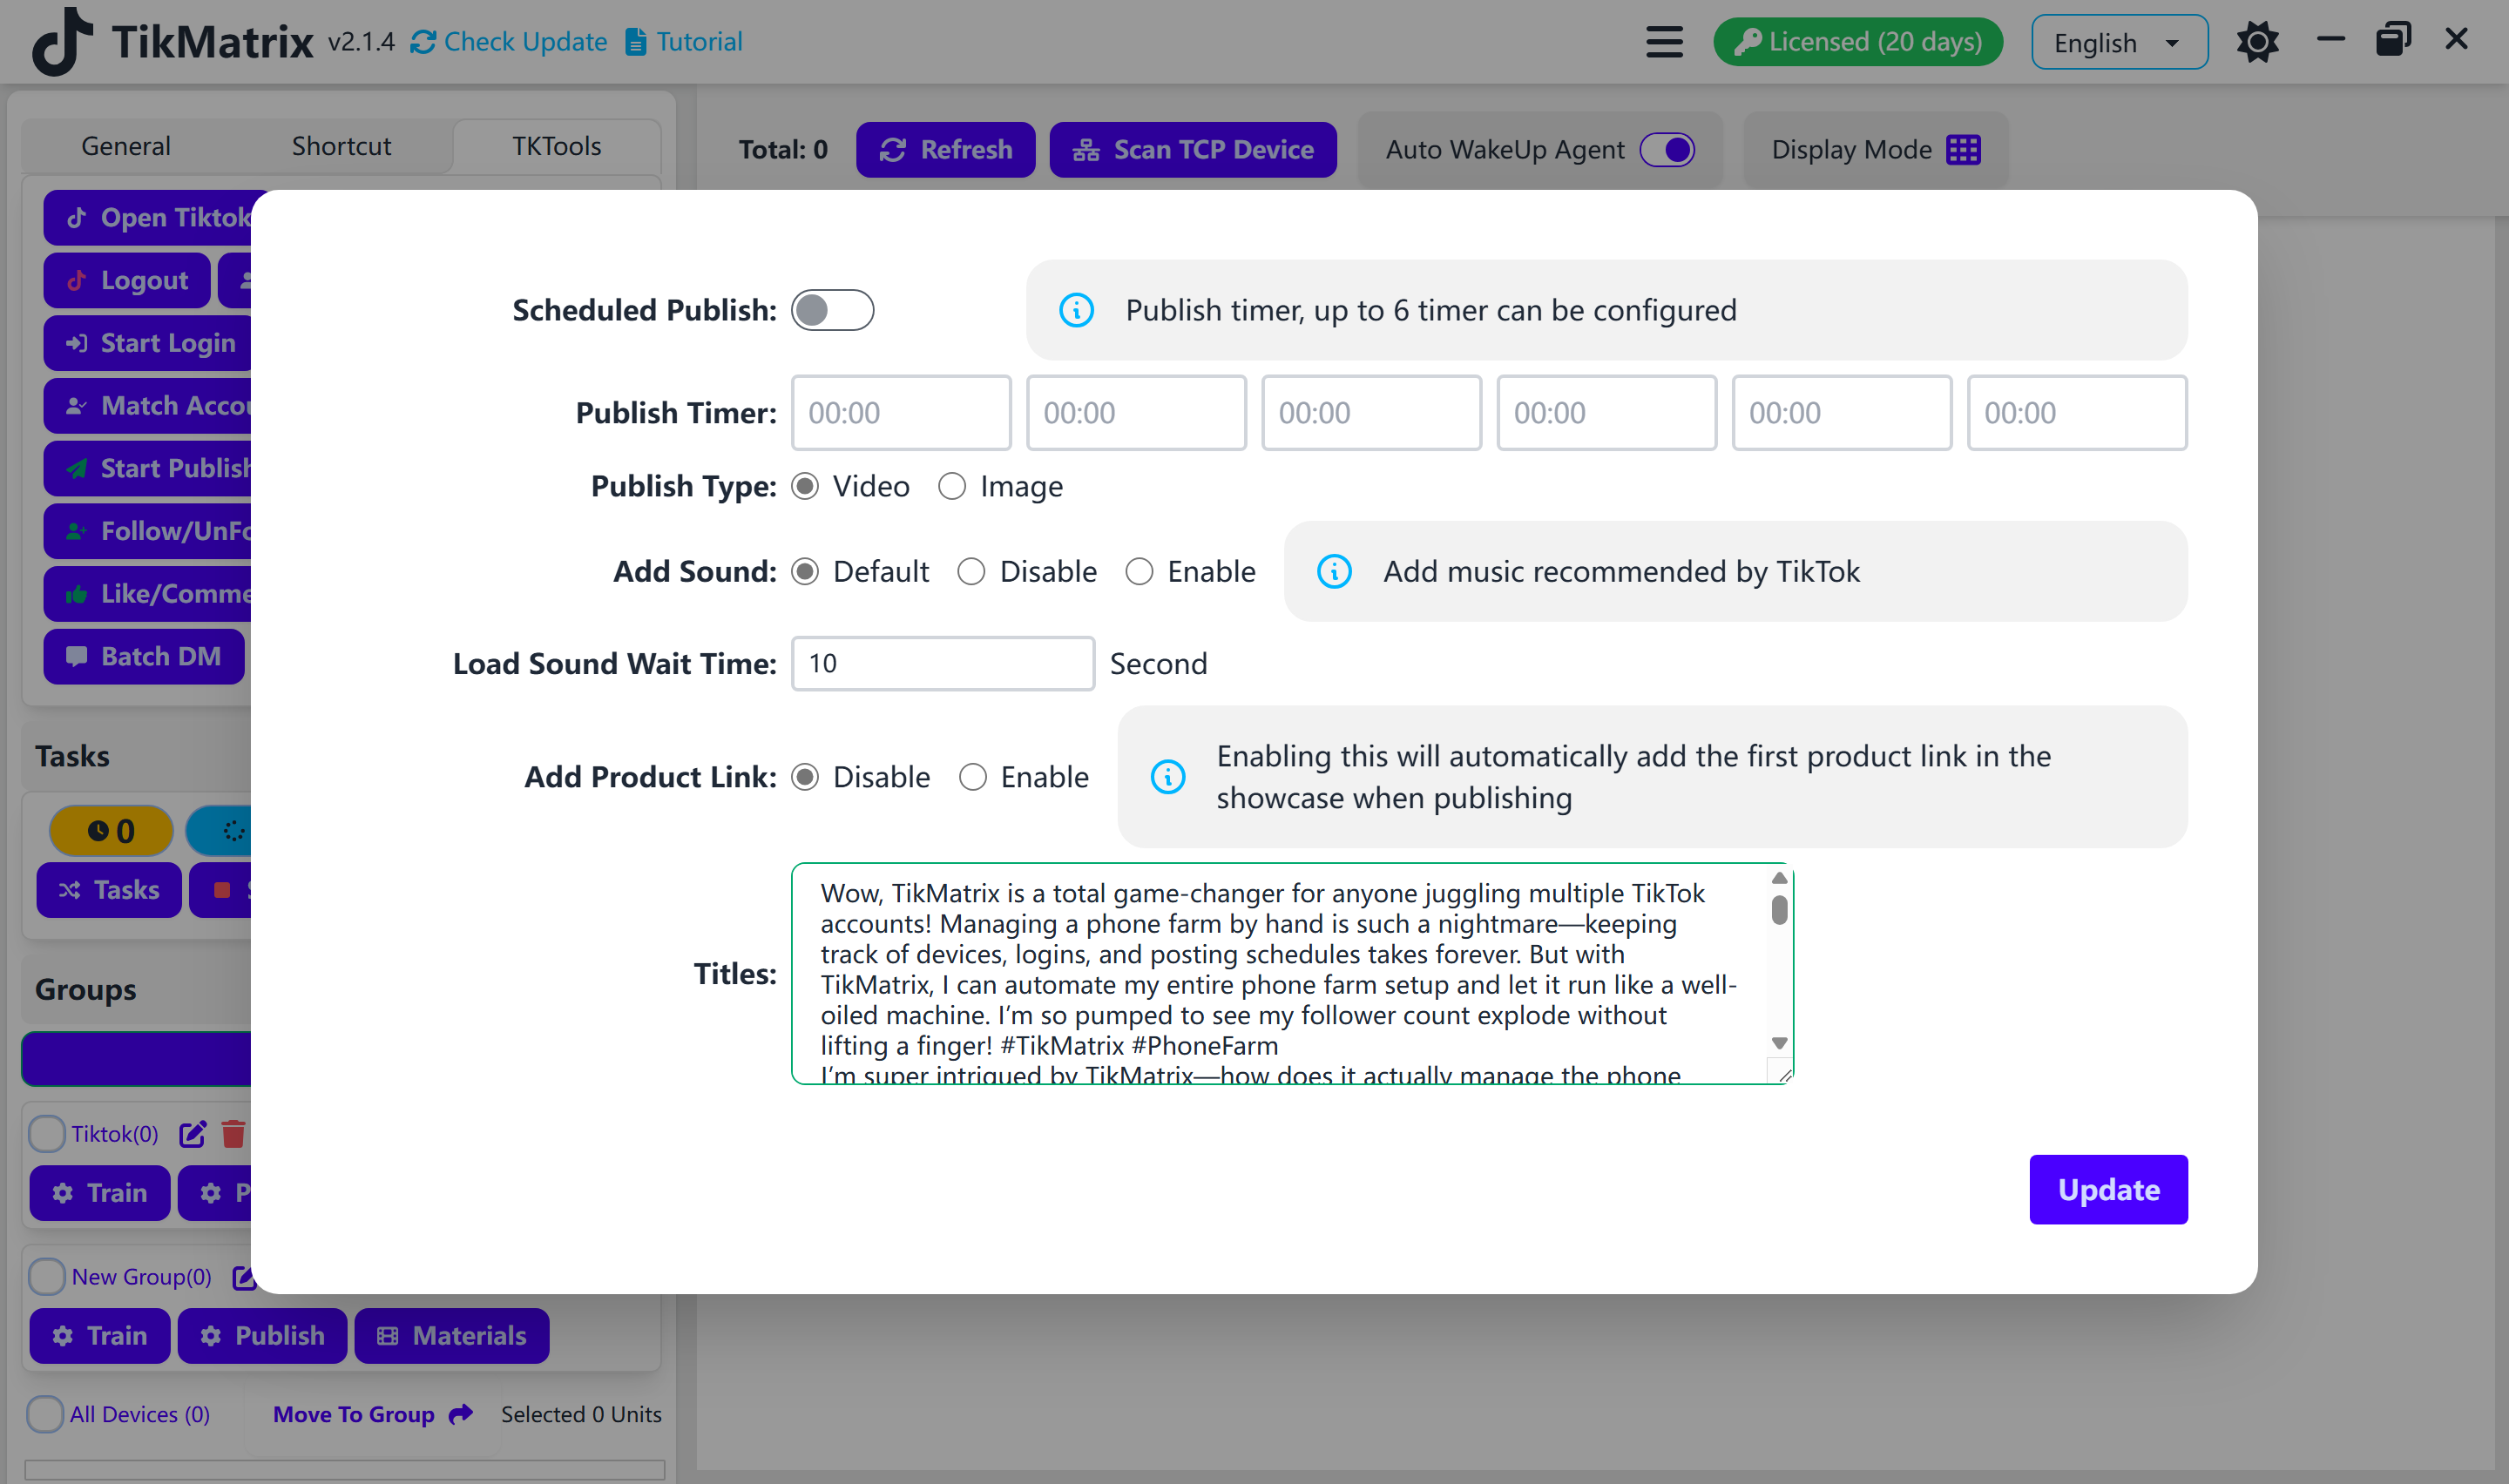 TikMatrix v2.1.4 Check Update Tutorial
Licensed (20 days)
English
General Shortcut TKTools
Total: 0 Refresh Scan TCP Device Auto WakeUp Agent Display Mode
Open Tiktok
Logout
Start Login
Match Accou
Start Publish
Follow/UnFo
Like/Comme
Batch DM
Tasks
0
Tasks
Groups
Tiktok(0)
Train P
New Group(0)
Train Publish Materials
All Devices (0) Move To Group Selected 0 Units
Scheduled Publish: Publish timer, up to 6 timer can be configured
Publish Timer: 00:00 00:00 00:00 00:00 00:00 00:00
Publish Type: Video Image
Add Sound: Default Disable Enable Add music recommended by TikTok
Load Sound Wait Time: 10 Second
Add Product Link: Disable Enable Enabling this will automatically add the first product link in the
showcase when publishing
Titles:
Wow, TikMatrix is a total game-changer for anyone juggling multiple TikTok
accounts! Managing a phone farm by hand is such a nightmare—keeping
track of devices, logins, and posting schedules takes forever. But with
TikMatrix, I can automate my entire phone farm setup and let it run like a well-
oiled machine. I’m so pumped to see my follower count explode without
lifting a finger! #TikMatrix #PhoneFarm
I’m super intrigued by TikMatrix—how does it actually manage the phone
Update